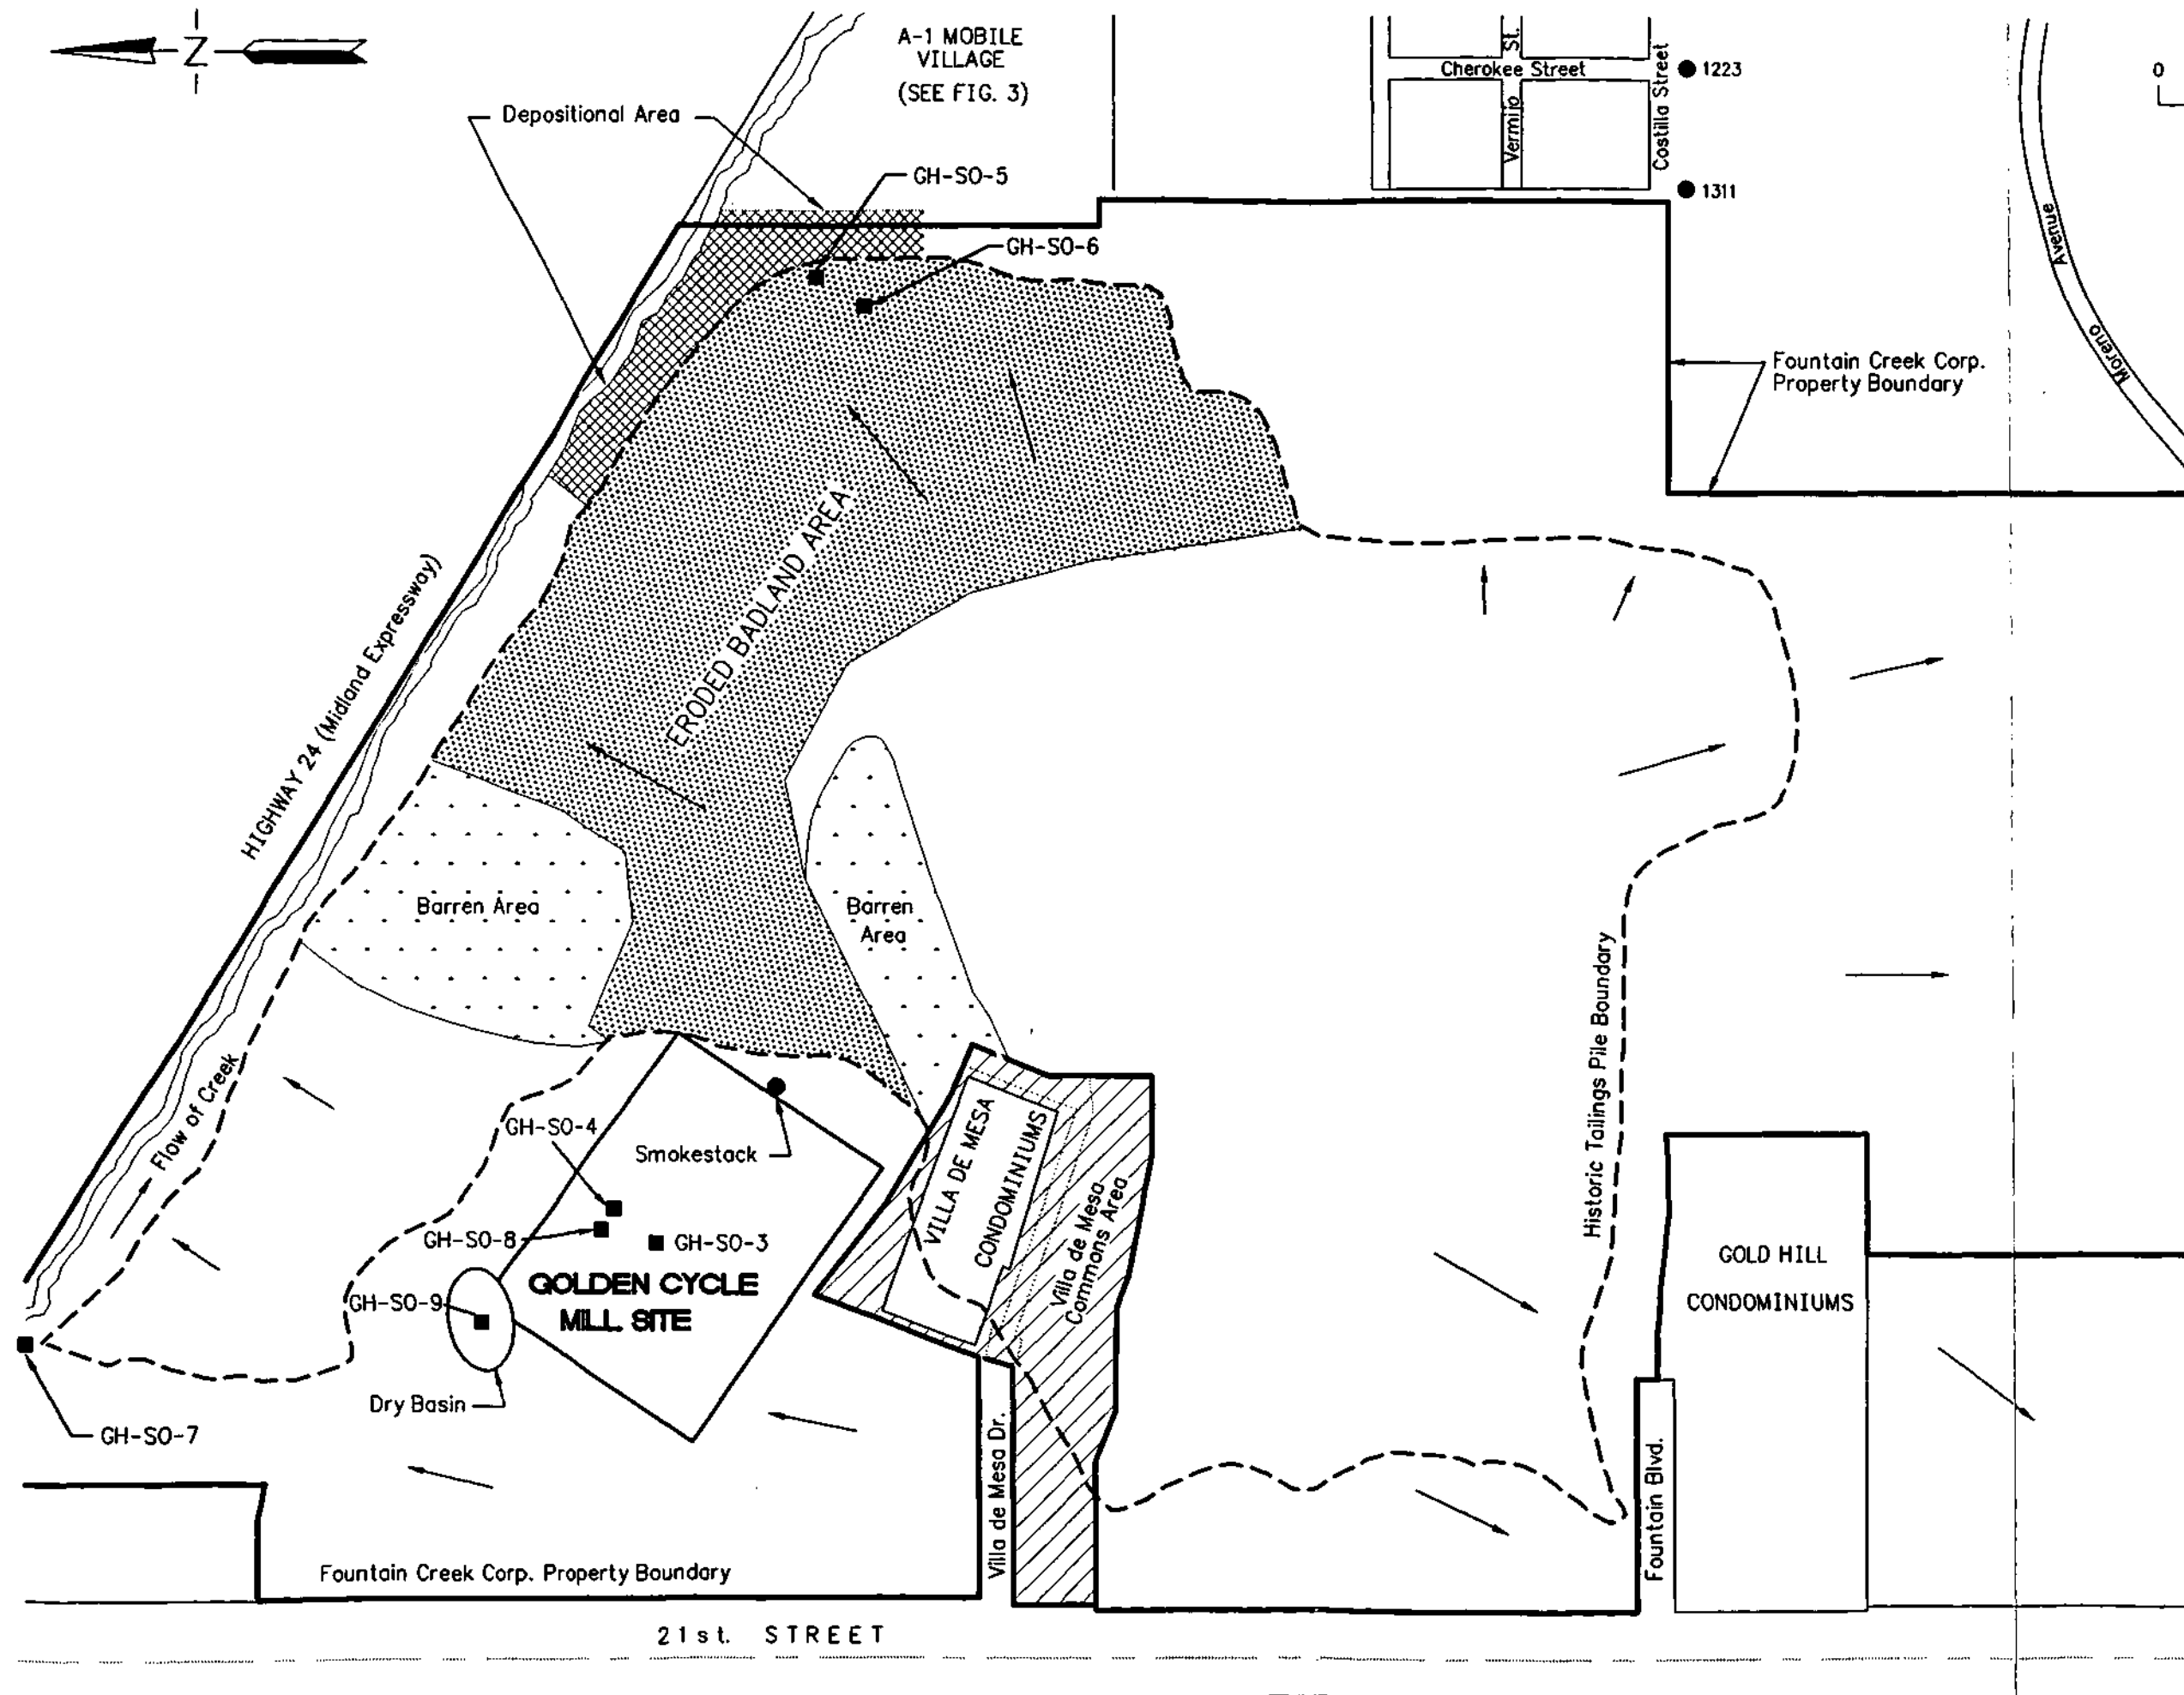 Z
A-1 MOBILE
VILLAGE
(SEE FIG. 3)
St.
Cherokee Street
Vermijo
Costilla Street
1223
1311
0
Depositional Area
GH-SO-5
GH-SO-6
Avenue
Moreno
Fountain Creek Corp.
Property Boundary
HIGHWAY 24 (Midland Expressway)
ERODED BADLAND AREA
Barren Area
Barren
Area
Historic Tailings Pile Boundary
Flow of Creek
GH-SO-4
Smokestack
GH-SO-8
GH-SO-3
GOLDEN CYCLE
MILL SITE
GH-SO-9
Dry Basin
GH-SO-7
VILLA DE MESA
CONDOMINIUMS
Villa de Mesa
Commons Area
GOLD HILL
CONDOMINIUMS
Villa de Mesa Dr.
Fountain Blvd.
Fountain Creek Corp. Property Boundary
21st. STREET